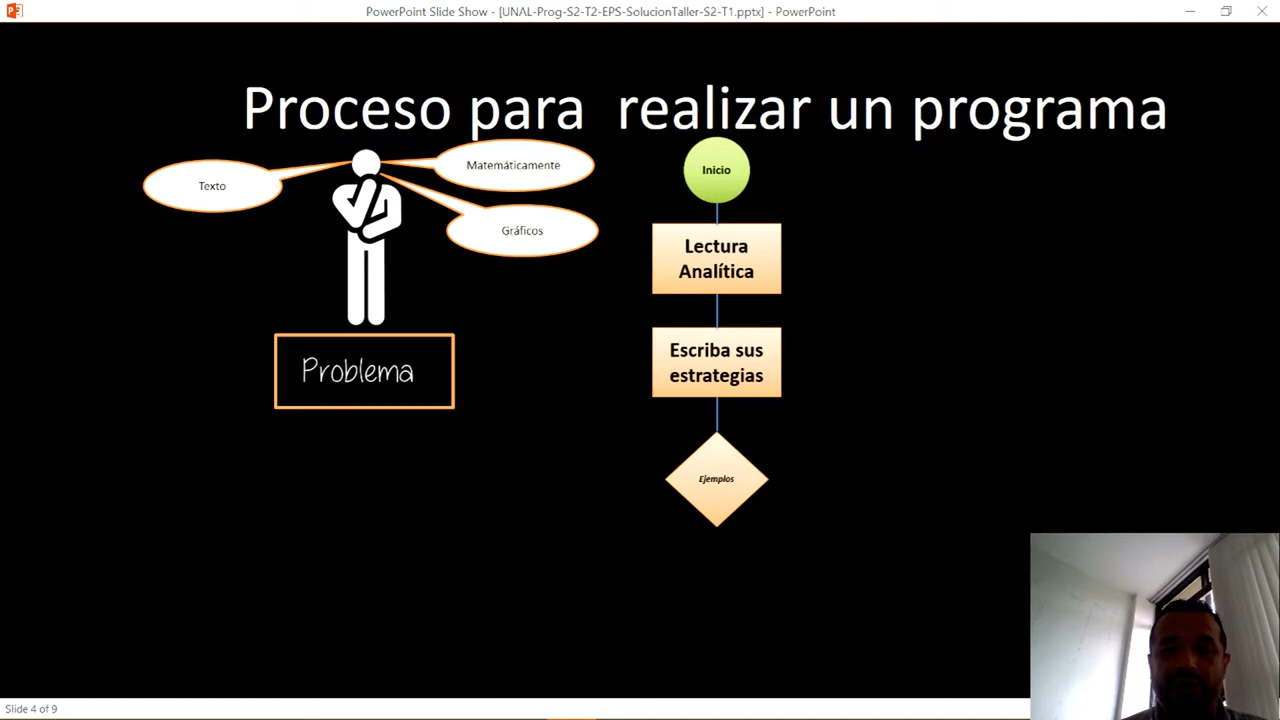 PowerPoint Slide Show - [UNAL-Prog-S2-T2-EPS-SolucionTaller-S2-T1.pptx] - PowerPoint
Proceso para realizar un programa
Texto
Matemáticamente
Gráficos
Problema
Inicio
Lectura
Analítica
Escriba sus
estrategias
Ejemplos
Slide 4 of 9